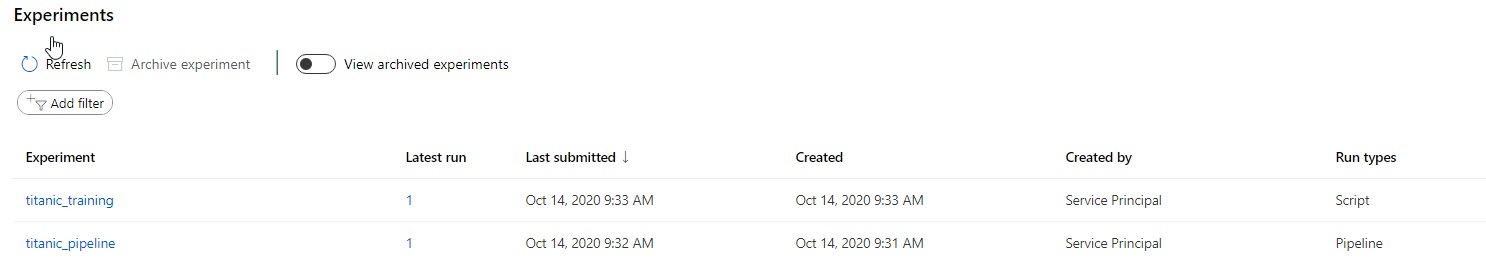 Experiments
Refresh Archive experiment View archived experiments
Add filter
Experiment Latest run Last submitted ↓ Created Created by Run types
titanic_training 1 Oct 14, 2020 9:33 AM Oct 14, 2020 9:33 AM Service Principal Script
titanic_pipeline 1 Oct 14, 2020 9:32 AM Oct 14, 2020 9:31 AM Service Principal Pipeline